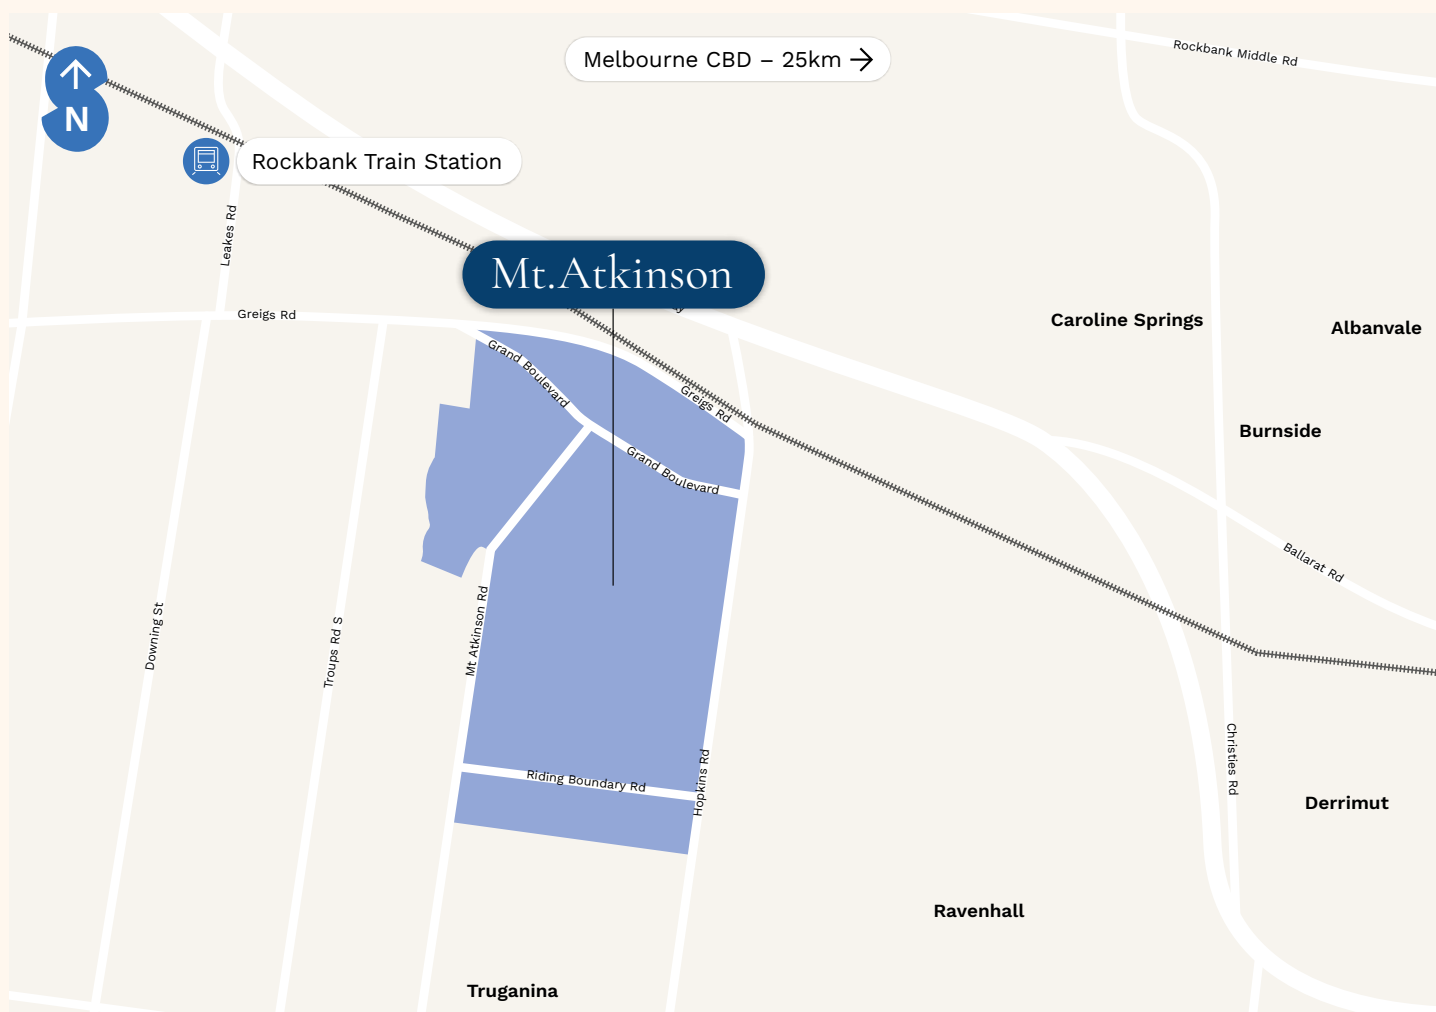 Rockbank Middle Rd
Melbourne CBD – 25km
N
Rockbank Train Station
Leakes Rd
Mt.Atkinson
Greigs Rd
Caroline Springs
Albanvale
Grand Boulevard
Greigs Rd
Burnside
Grand Boulevard
Ballarat Rd
Mt Atkinson Rd
Downing St
Troups Rd S
Christies Rd
Hopkins Rd
Riding Boundary Rd
Derrimut
Ravenhall
Truganina